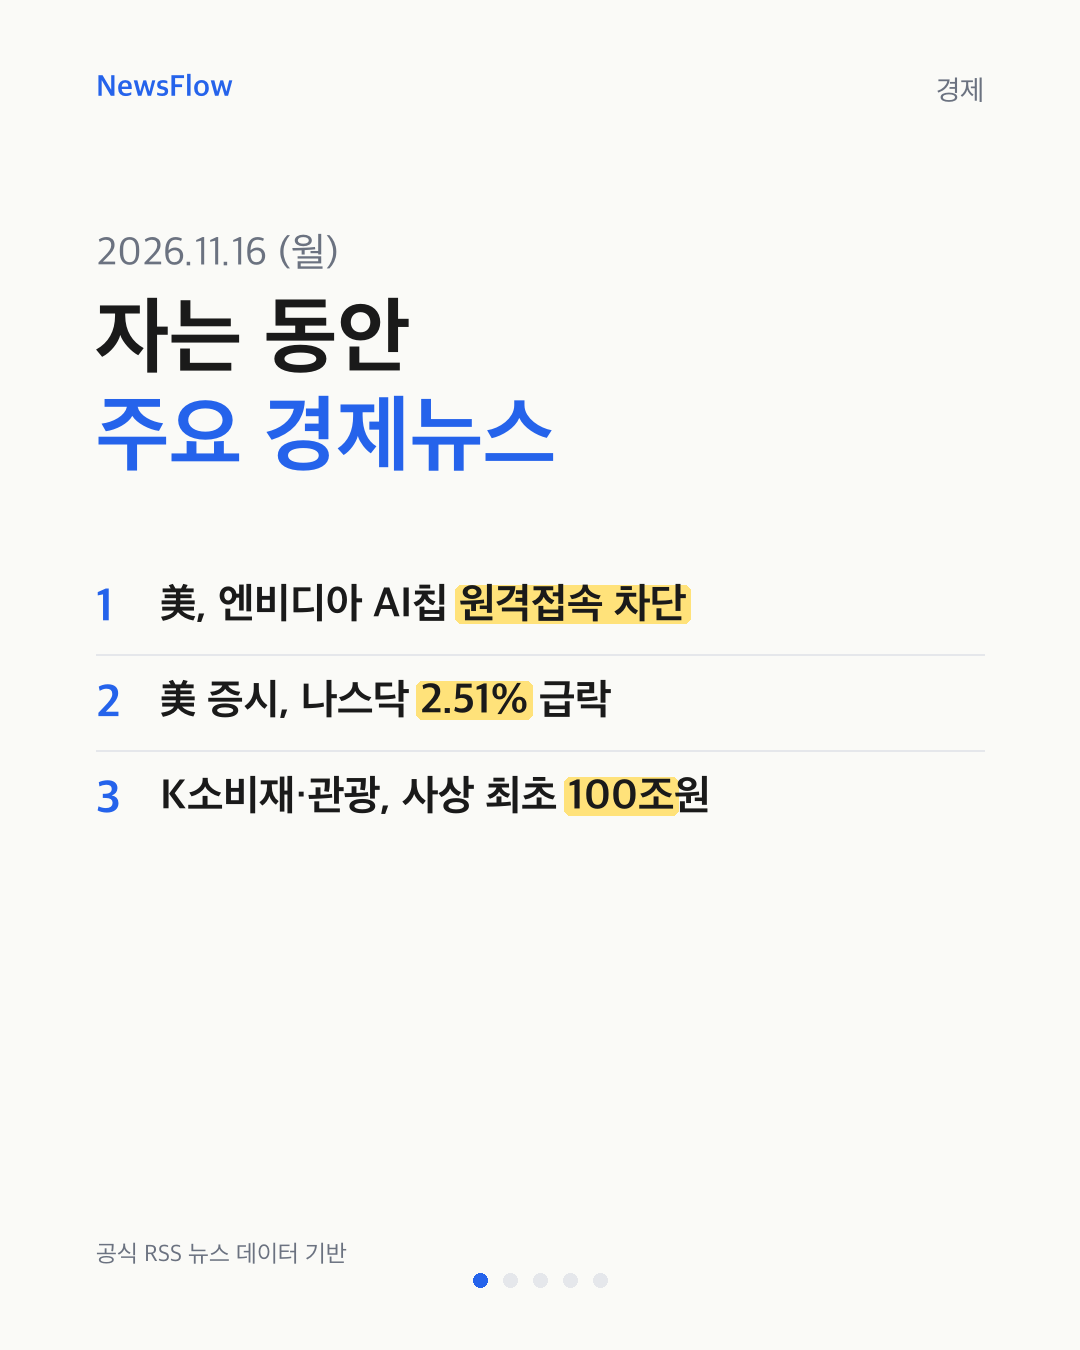 NewsFlow
경제
2026.11.16 (월)
자는 동안
주요 경제뉴스
1 美, 엔비디아 AI칩 원격접속 차단
2 美 증시, 나스닥 2.51% 급락
3 K소비재·관광, 사상 최초 100조원
공식 RSS 뉴스 데이터 기반